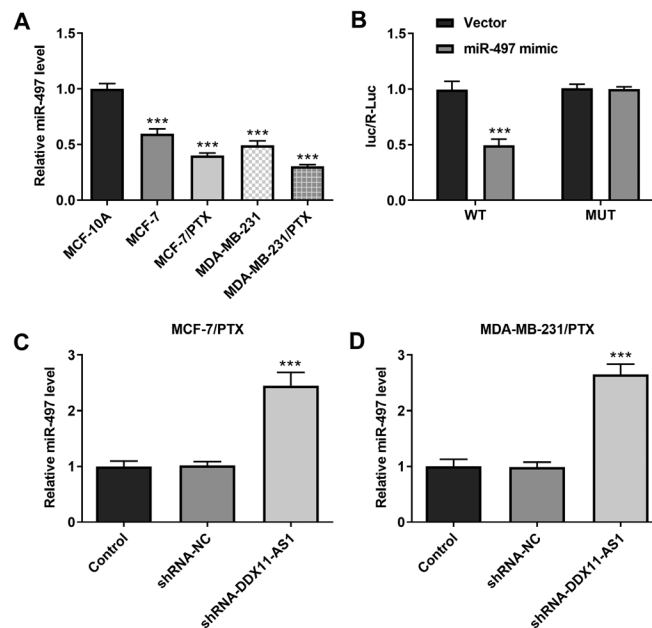 A
Relative miR-497 level
1.5
1.0
0.5
0.0
***
***
***
***
MCF-10A
MCF-7
MCF-7/PTX
MDA-MB-231
MDA-MB-231/PTX
B
Vector
miR-497 mimic
luc/R-Luc
1.5
1.0
0.5
0.0
***
WT
MUT
C
MCF-7/PTX
Relative miR-497 level
3
2
1
0
***
Control
shRNA-NC
shRNA-DDX11-AS1
D
MDA-MB-231/PTX
Relative miR-497 level
3
2
1
0
***
Control
shRNA-NC
shRNA-DDX11-AS1